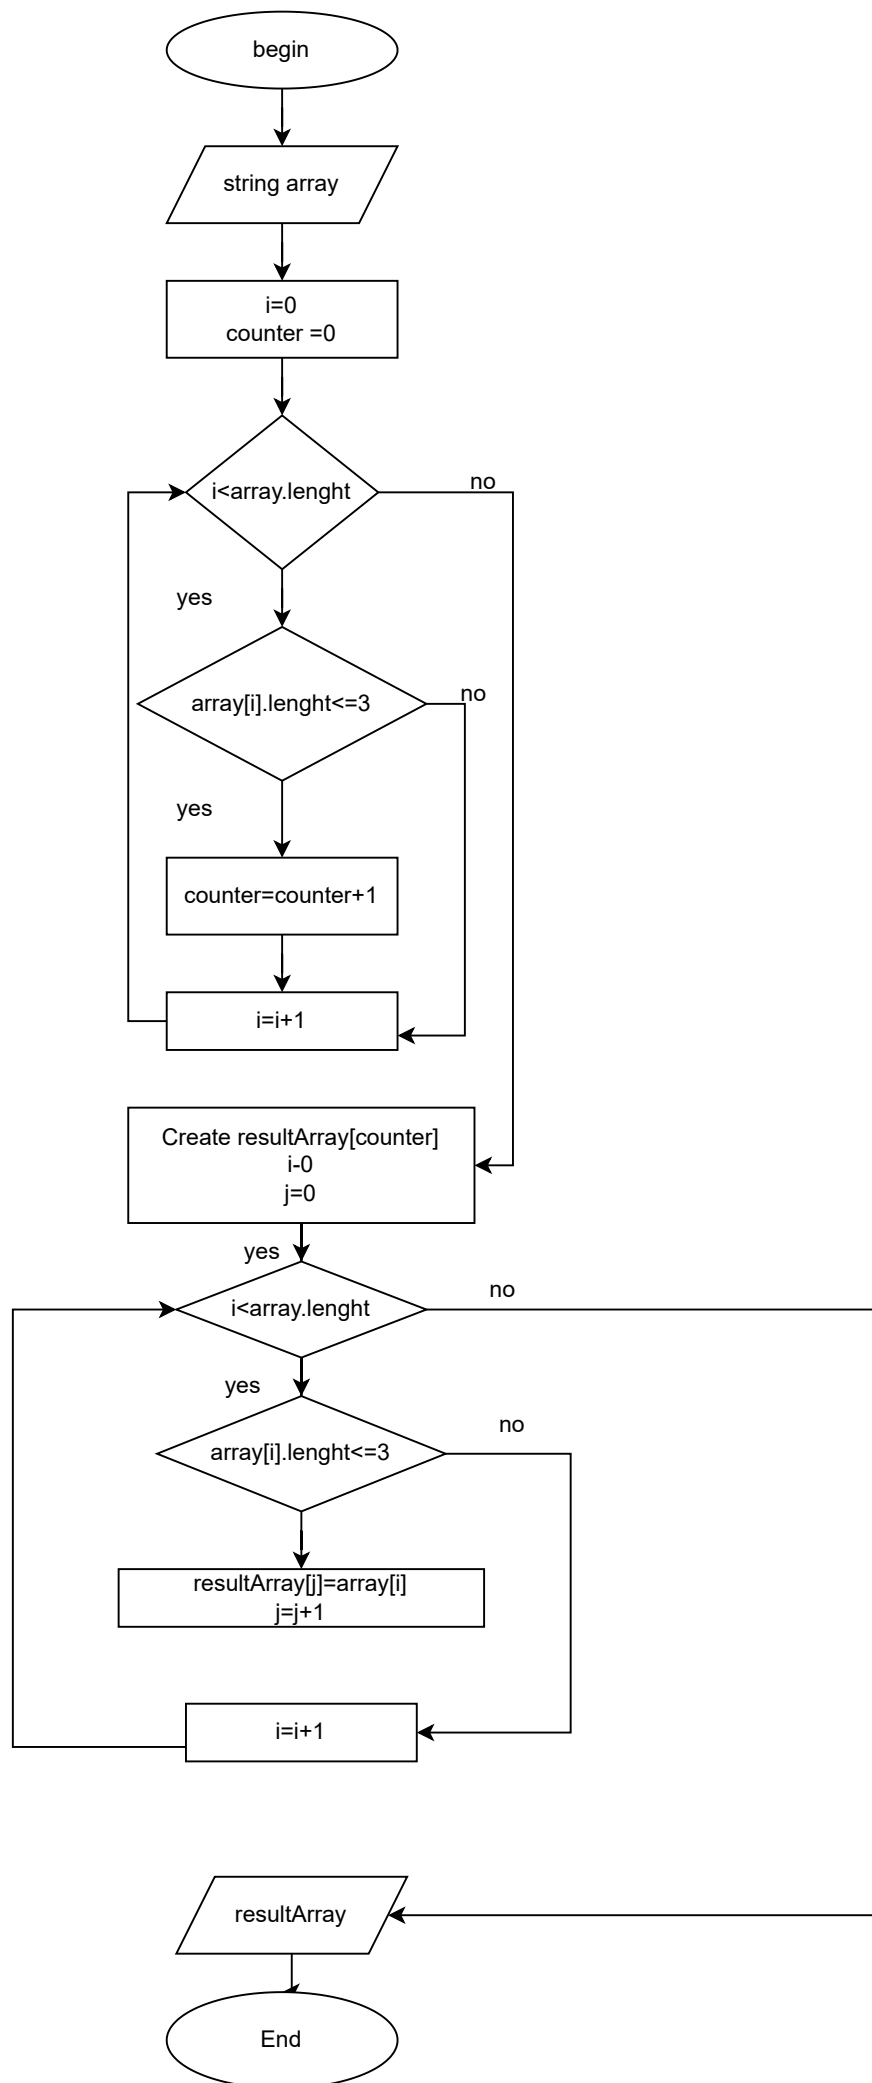 begin
string array
i=0
counter =0
i<array.lenght
no
yes
array[i].lenght<=3
no
yes
counter=counter+1
i=i+1
Create resultArray[counter]
i-0
j=0
yes
i<array.lenght
no
yes
array[i].lenght<=3
no
resultArray[j]=array[i]
j=j+1
i=i+1
resultArray
End